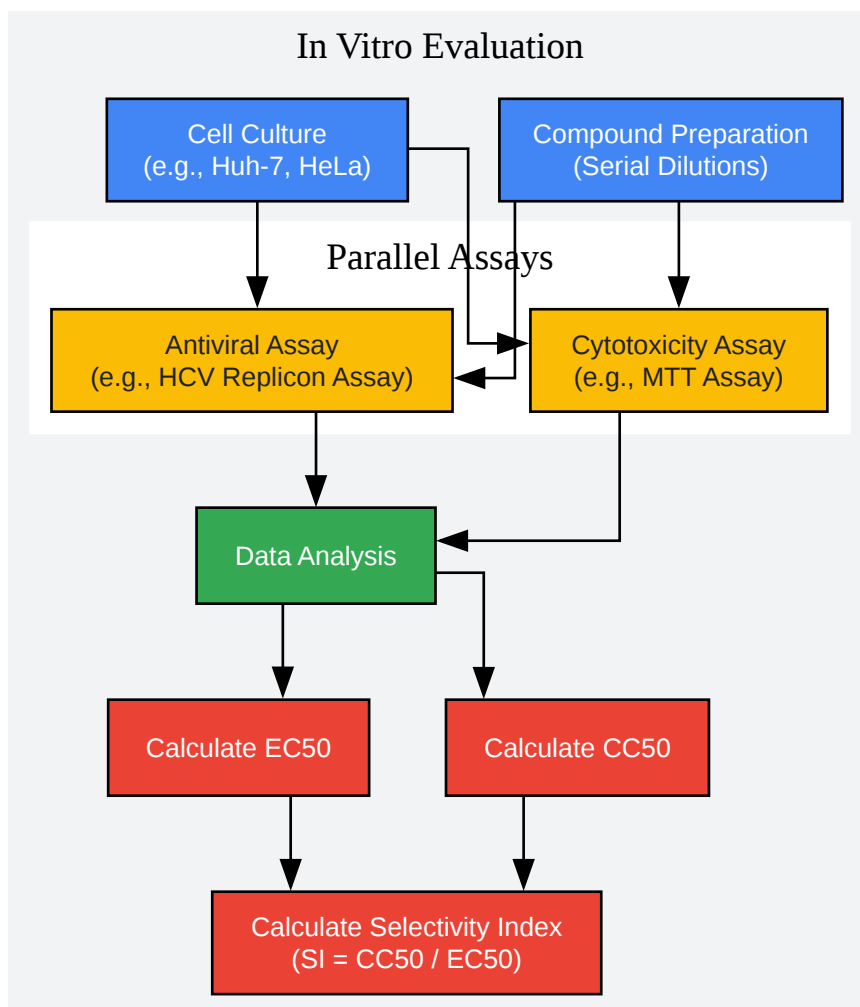 In Vitro Evaluation
Cell Culture
(e.g., Huh-7, HeLa)
Compound Preparation
(Serial Dilutions)
Parallel Assays
Antiviral Assay
(e.g., HCV Replicon Assay)
Cytotoxicity Assay
(e.g., MTT Assay)
Data Analysis
Calculate EC50
Calculate CC50
Calculate Selectivity Index
(SI = CC50 / EC50)